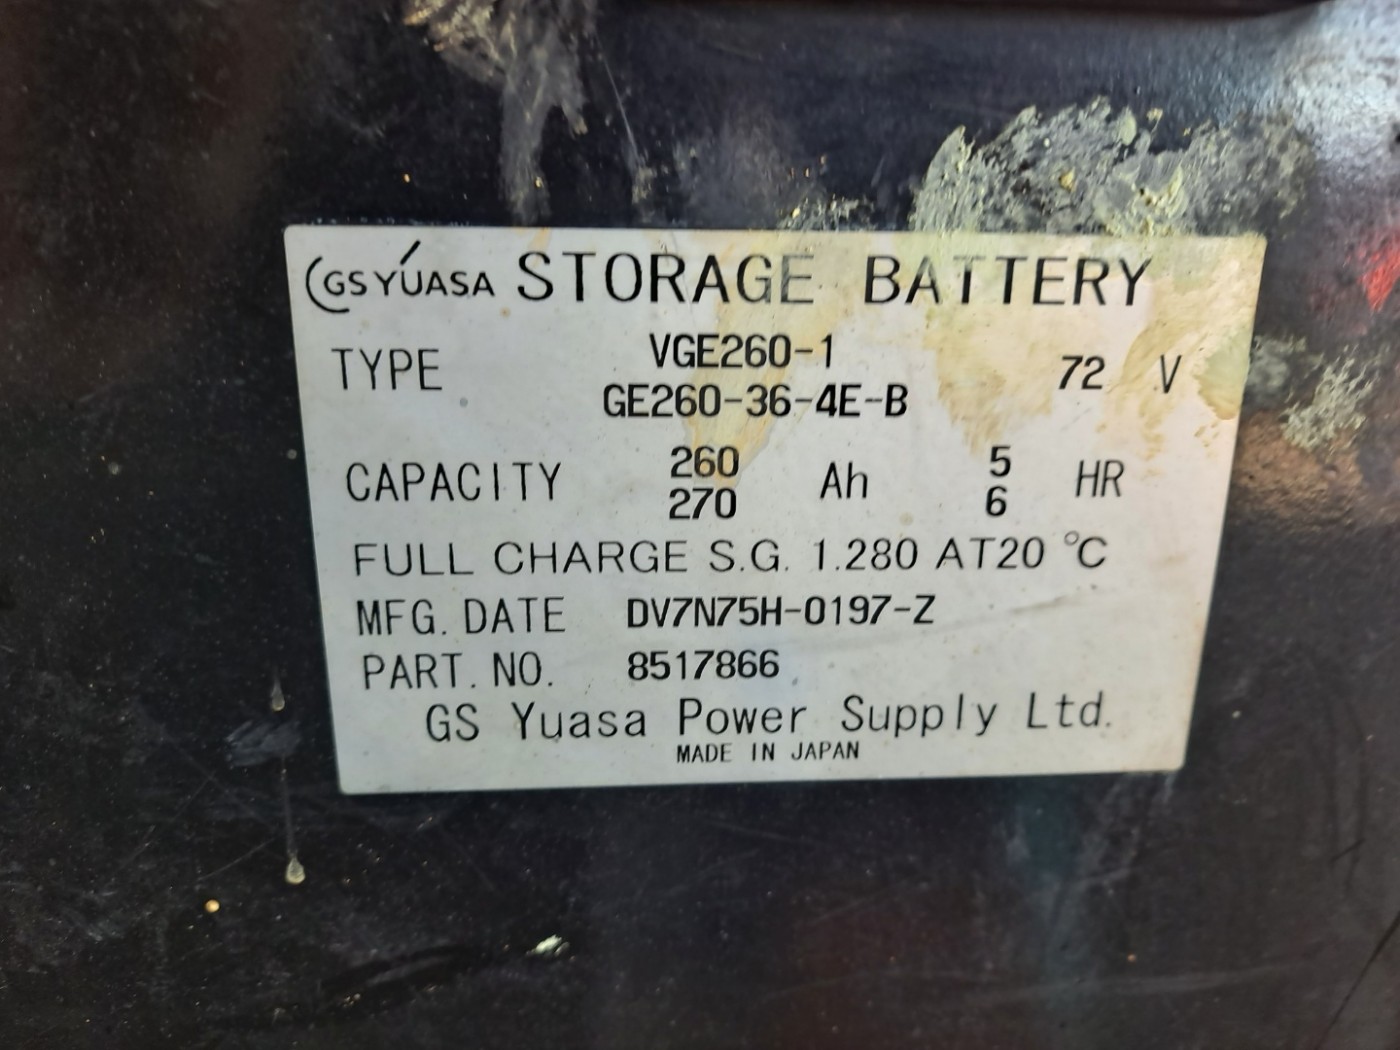 GS YUASA STORAGE BATTERY
TYPE VGE260-1 72 V
GE260-36-4E-B
CAPACITY 260 Ah 5 HR
270 6
FULL CHARGE S.G. 1.280 AT20 °C
MFG. DATE DV7N75H-0197-Z
PART. NO. 8517866
GS Yuasa Power Supply Ltd.
MADE IN JAPAN